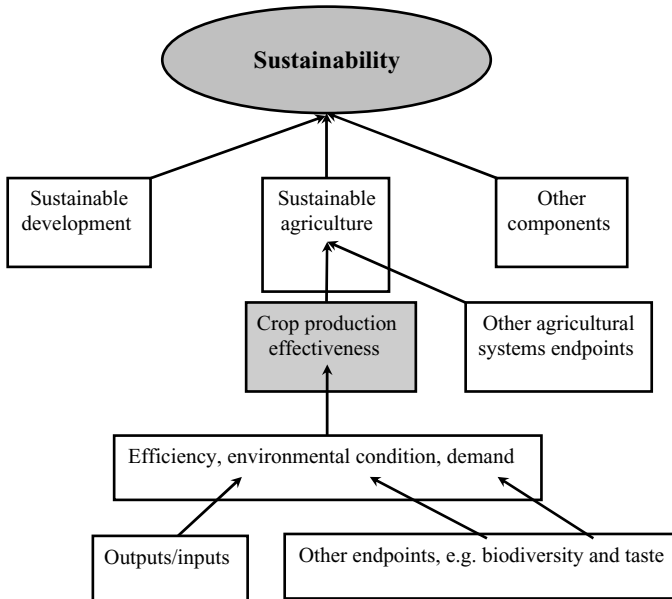 Sustainability
Sustainable
development
Sustainable
agriculture
Other
components
Crop production
effectiveness
Other agricultural
systems endpoints
Efficiency, environmental condition, demand
Outputs/inputs
Other endpoints, e.g. biodiversity and taste